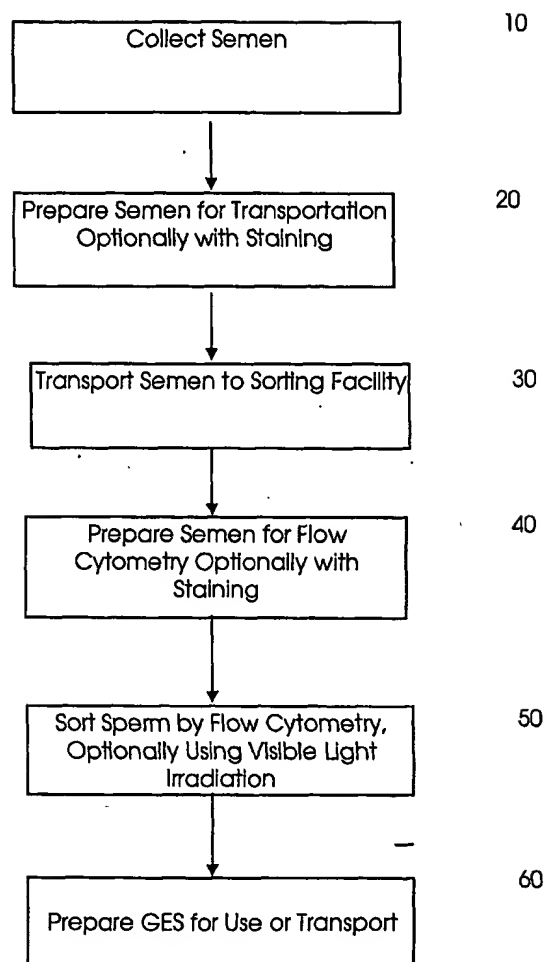 Collect Semen
10
Prepare Semen for Transportation
Optionally with Staining
20
Transport Semen to Sorting Facility
30
Prepare Semen for Flow
Cytometry Optionally with
Staining
40
Sort Sperm by Flow Cytometry,
Optionally Using Visible Light
Irradiation
50
Prepare GES for Use or Transport
60